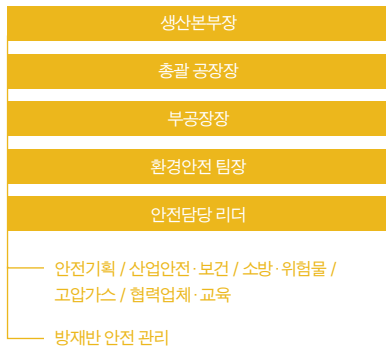 생산본부장
총괄 공장장
부공장장
환경안전 팀장
안전담당 리더
안전기획 / 산업안전·보건 / 소방·위험물 /
고압가스 / 협력업체·교육
방재반 안전 관리